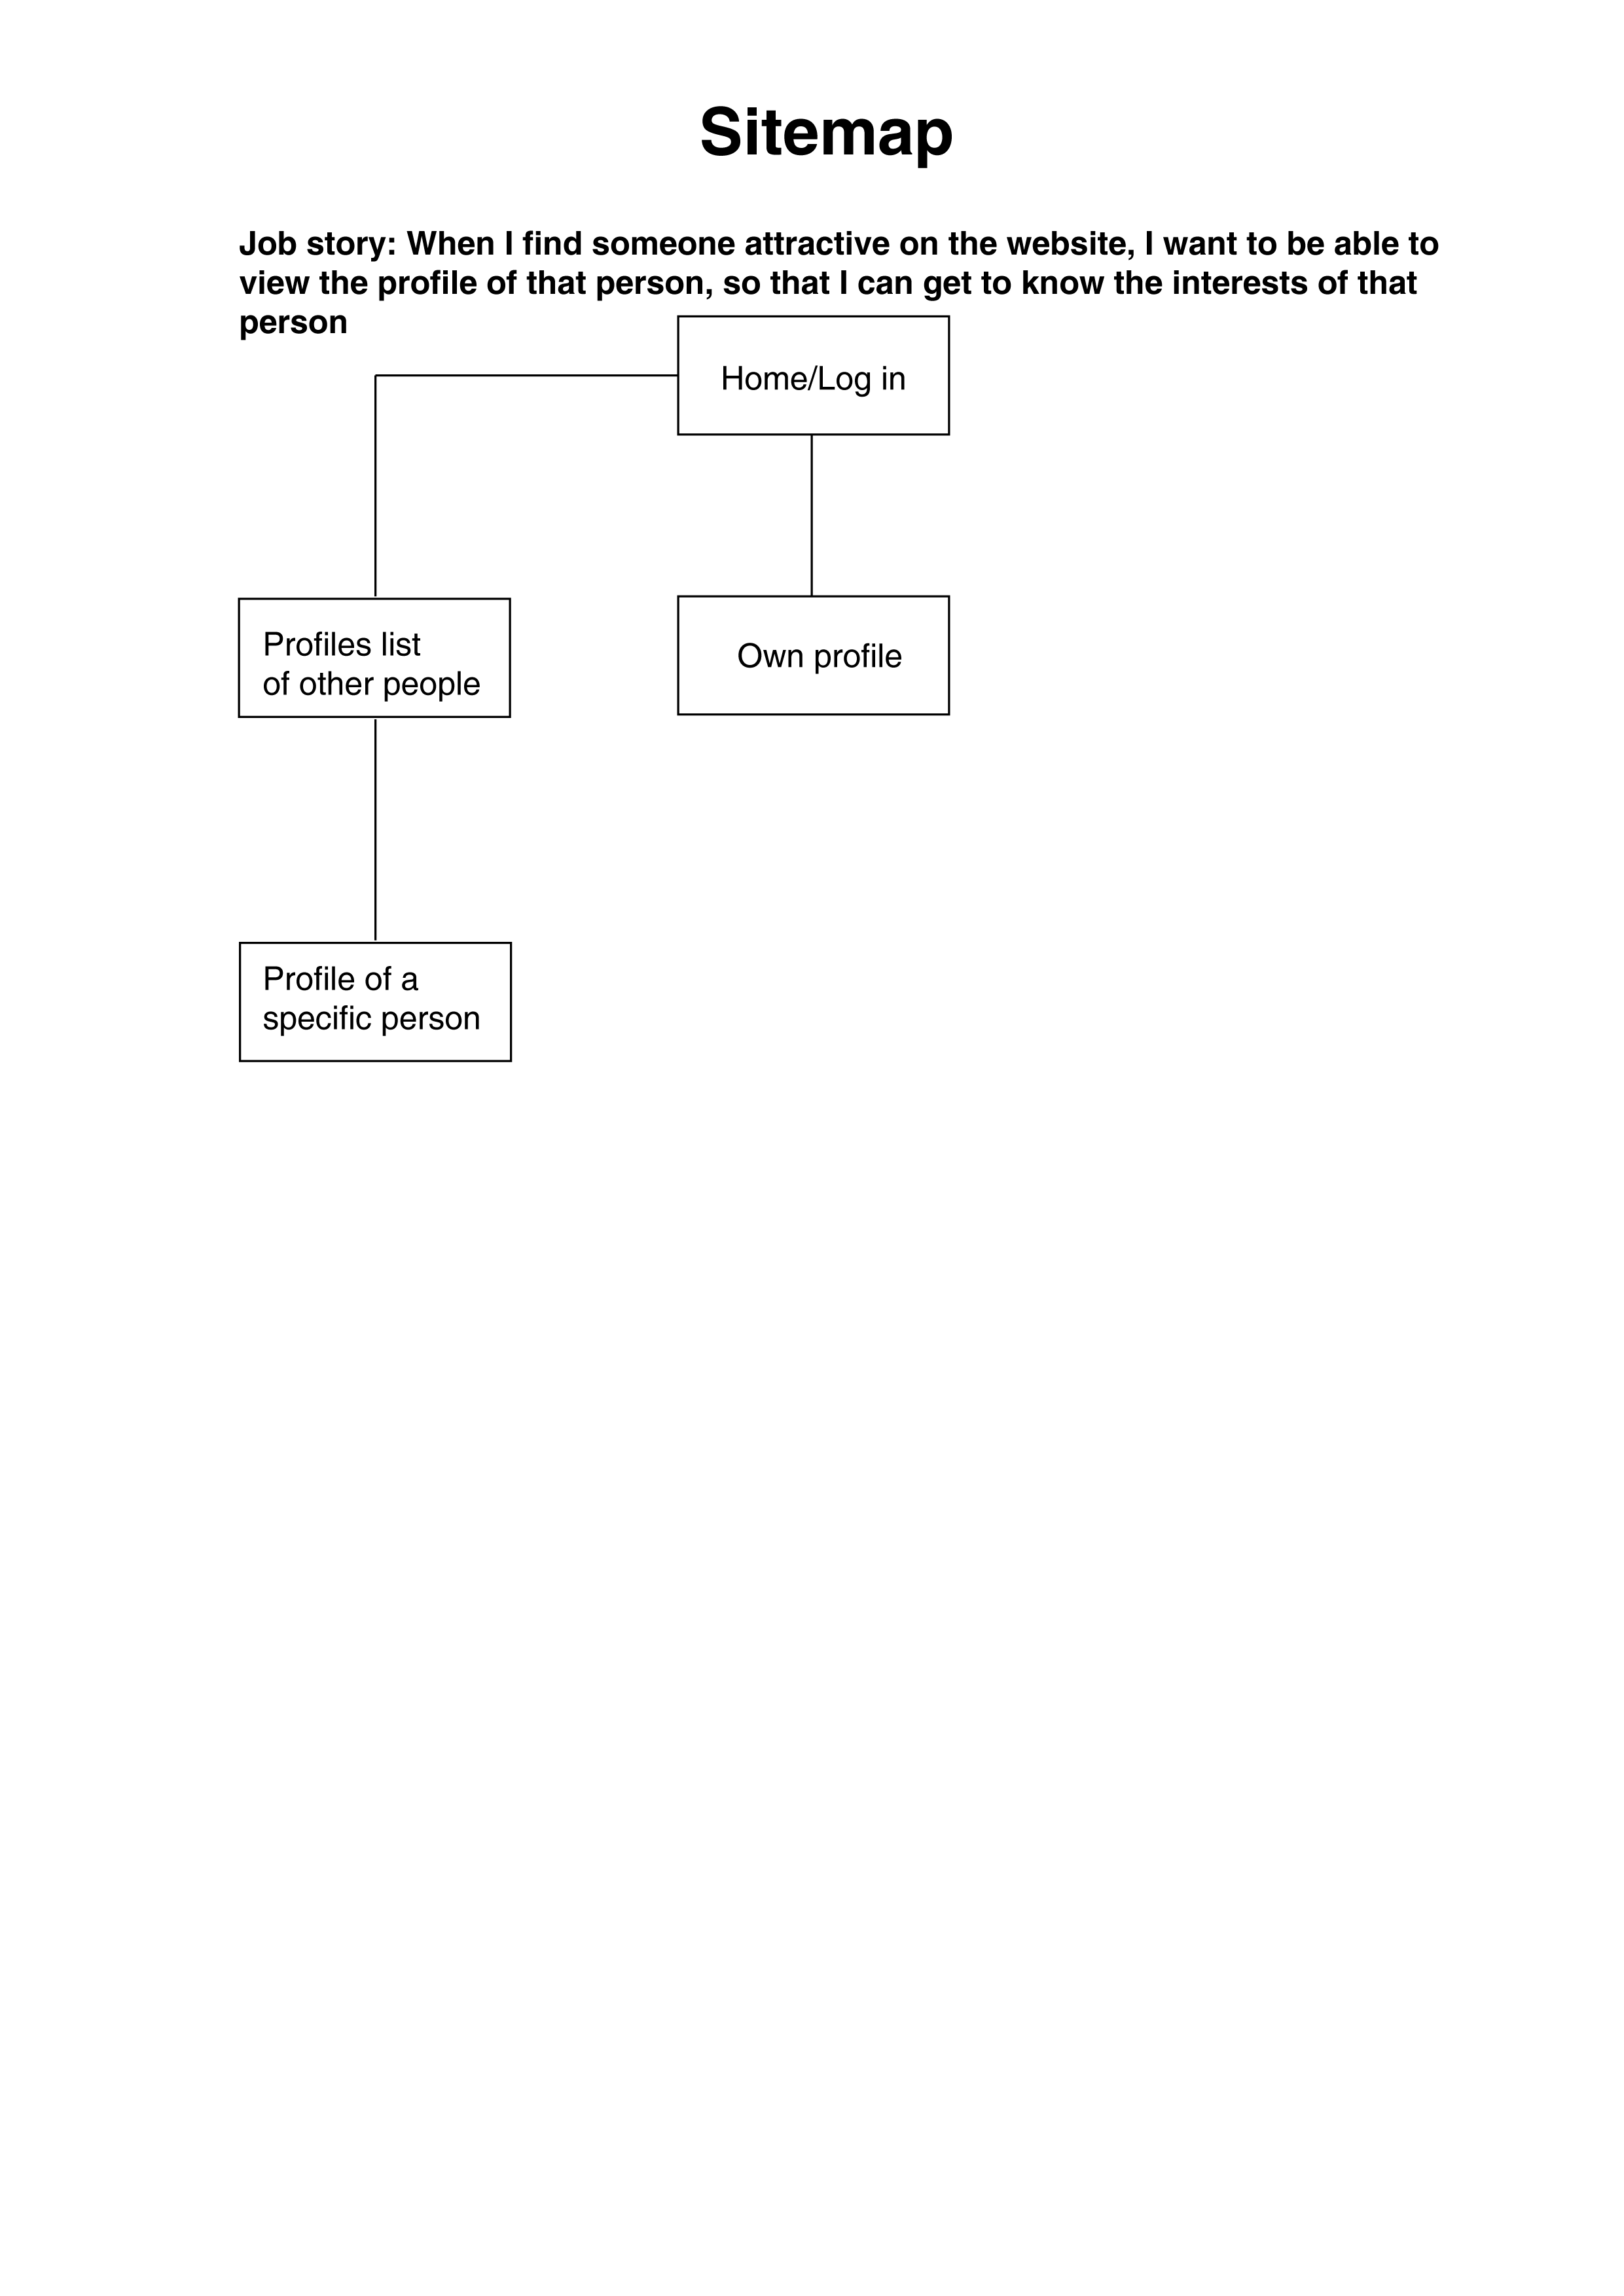 Sitemap
Job story: When I find someone attractive on the website, I want to be able to
view the profile of that person, so that I can get to know the interests of that
person
Home/Log in
Profiles list
of other people
Own profile
Profile of a
specific person